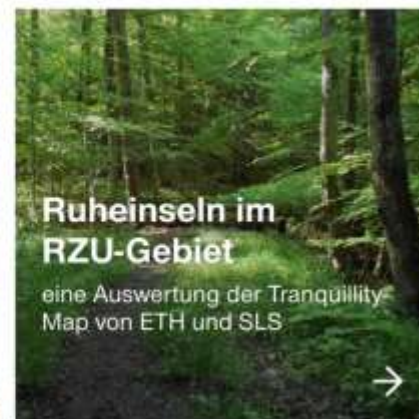 Ruheinseln im
RZU-Gebiet
eine Auswertung der Tranquillity-
Map von ETH und SLS